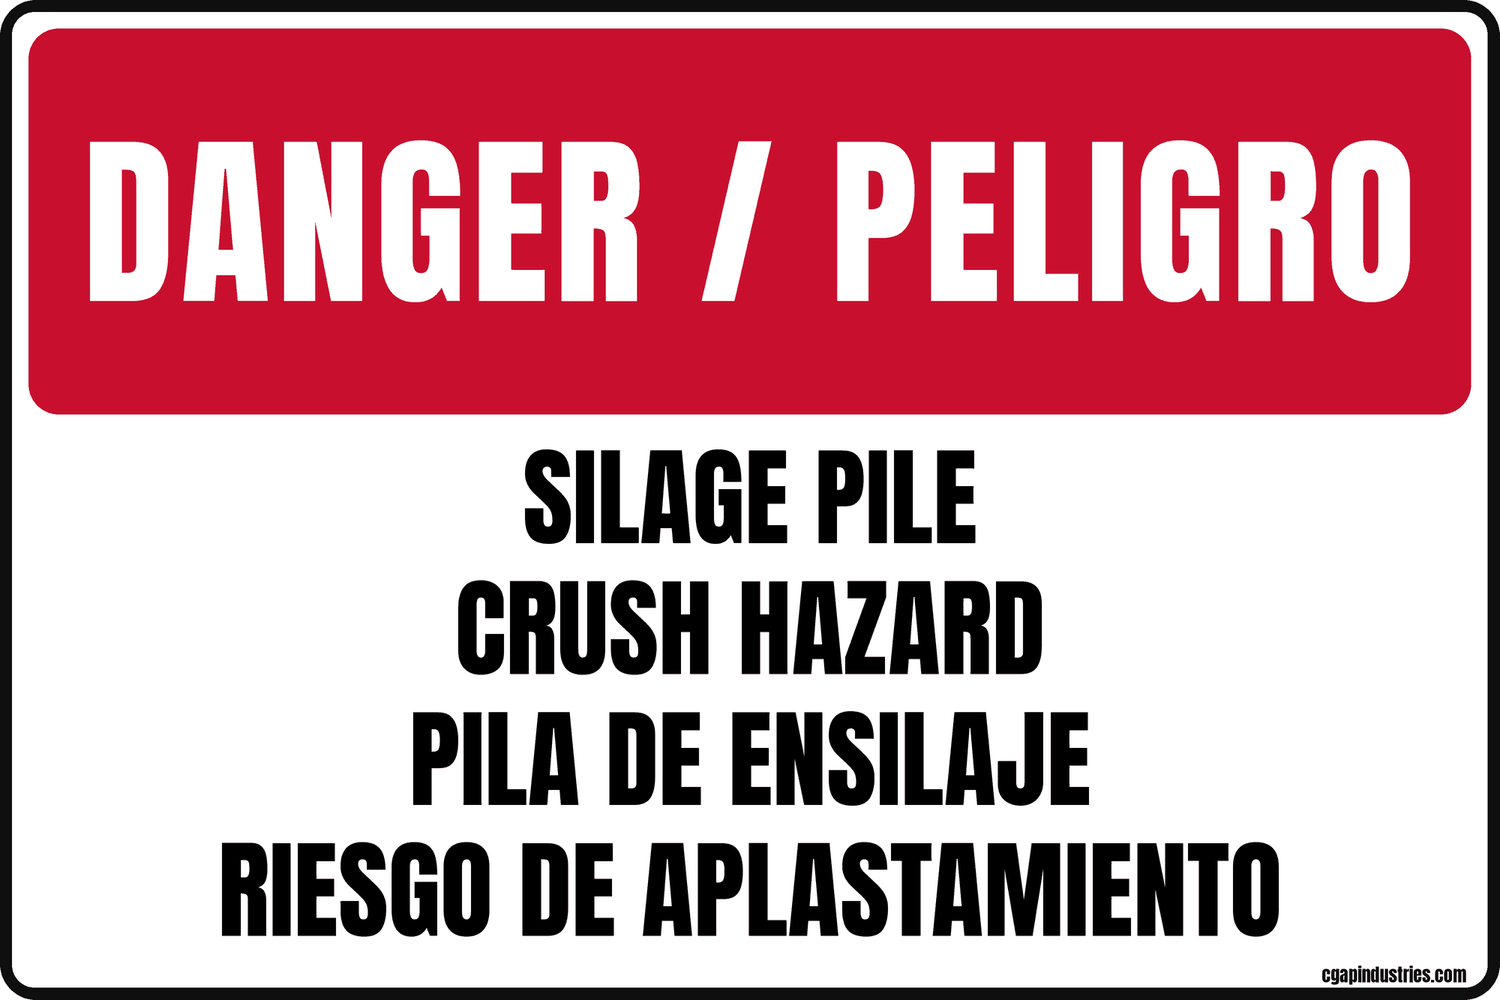 DANGER / PELIGRO
SILAGE PILE
CRUSH HAZARD
PILA DE ENSILAJE
RIESGO DE APLASTAMIENTO
cgapindustries.com